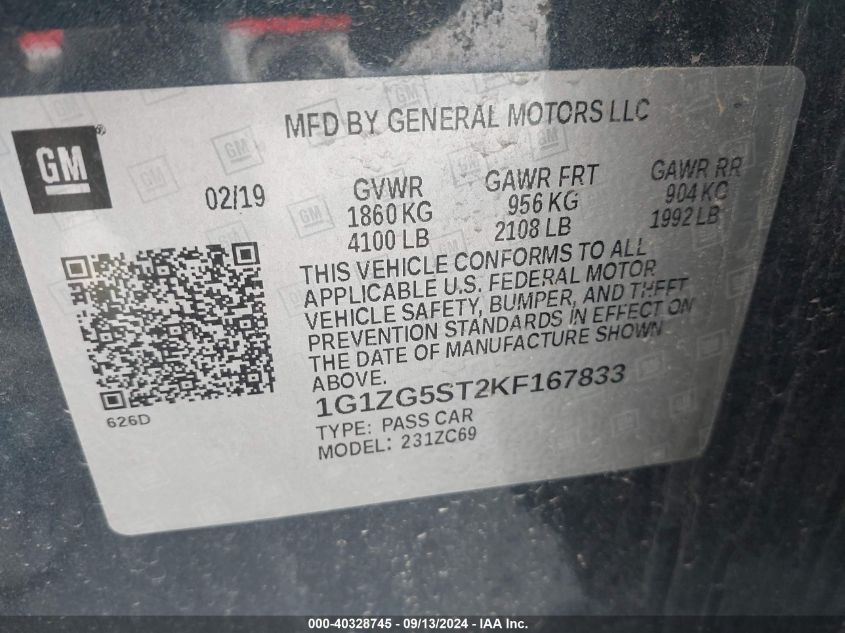 MFD BY GENERAL MOTORS LLC
GM
®
02/19
GVWR
1860 KG
4100 LB
GAWR FRT
956 KG
2108 LB
GAWR RR
904 KG
1992 LB
THIS VEHICLE CONFORMS TO ALL
APPLICABLE U.S. FEDERAL MOTOR
VEHICLE SAFETY, BUMPER, AND THEFT
PREVENTION STANDARDS IN EFFECT ON
THE DATE OF MANUFACTURE SHOWN
ABOVE.
1G1ZG5ST2KF167833
TYPE: PASS CAR
MODEL: 231ZC69
626D
000-40328745 - 09/13/2024 - IAA Inc.